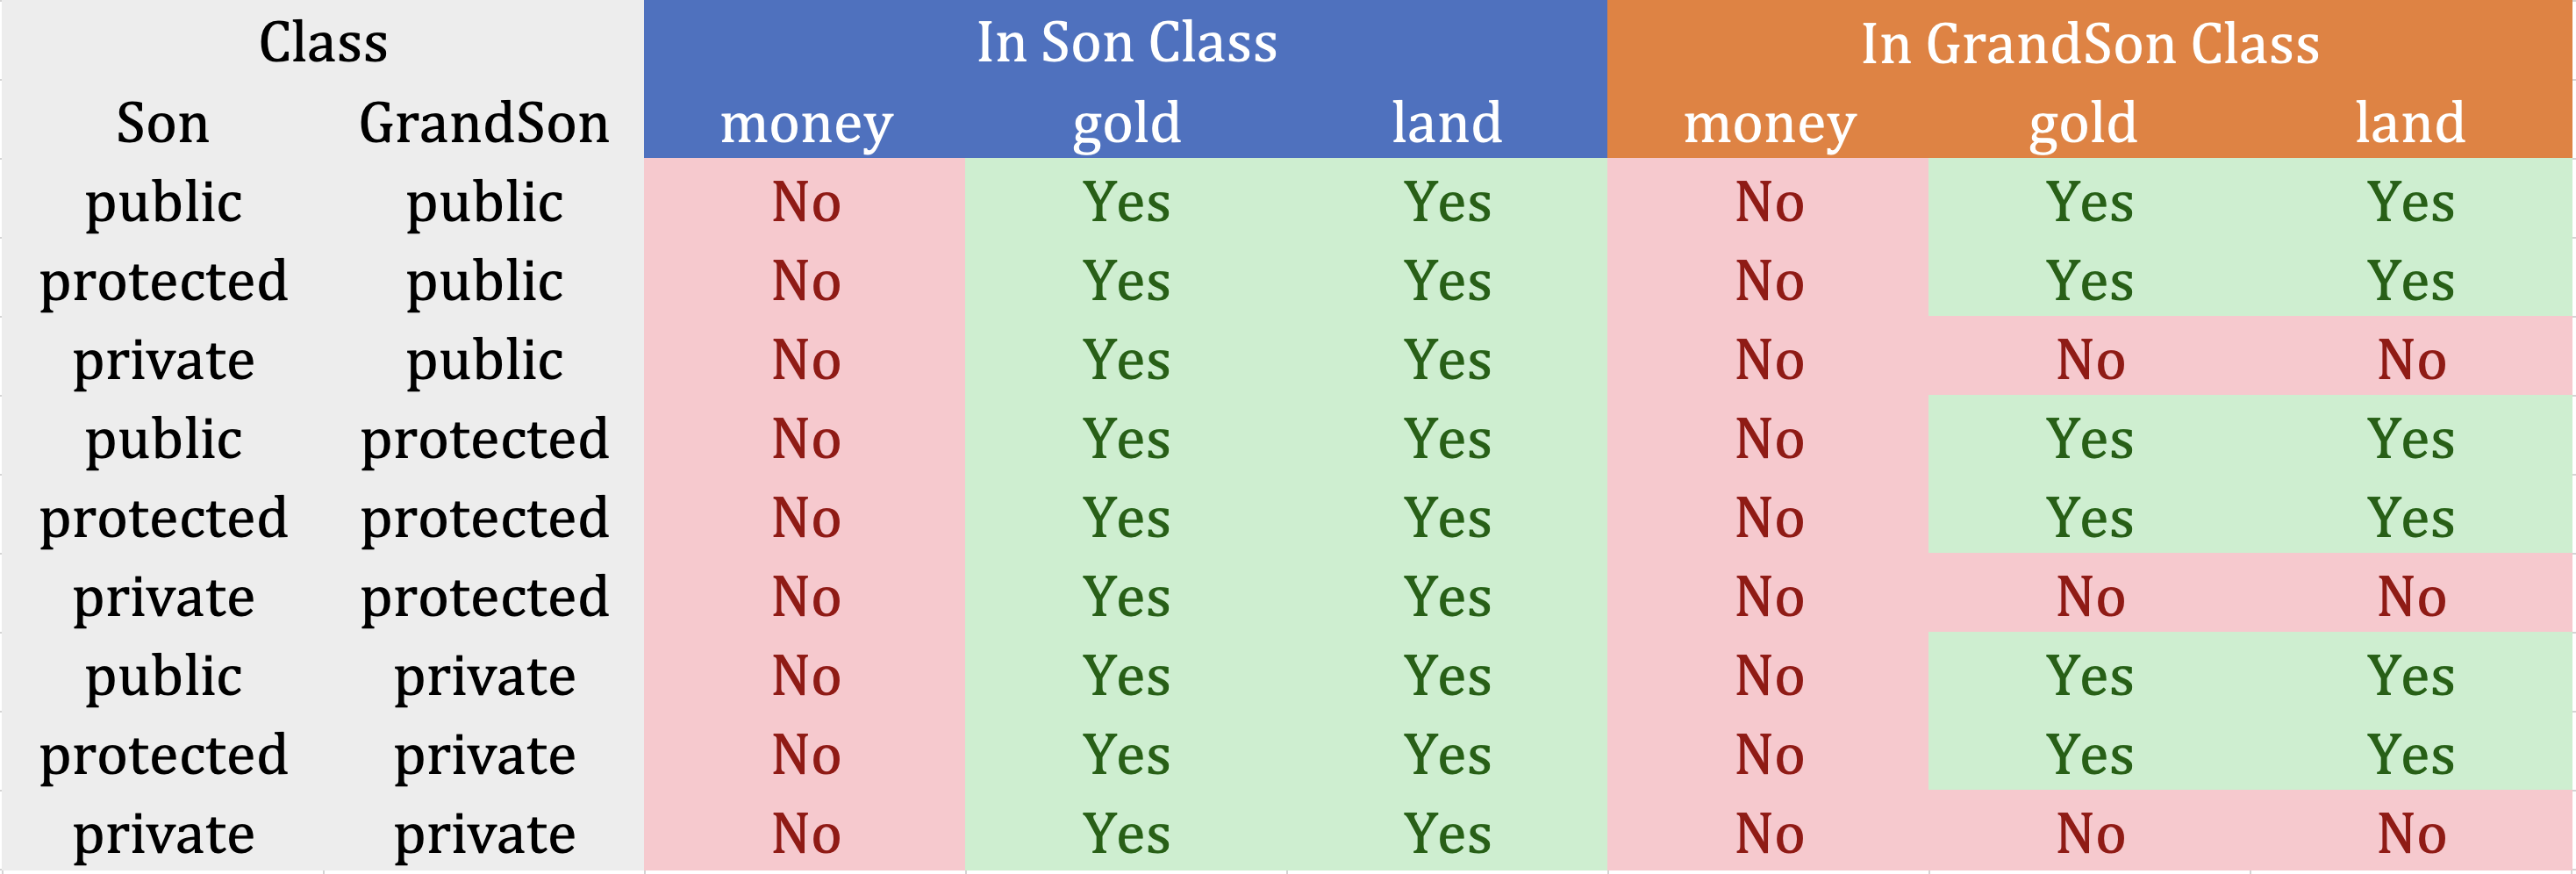 Class In Son Class In GrandSon Class
Son GrandSon money gold land money gold land
public public No Yes Yes No Yes Yes
protected public No Yes Yes No Yes Yes
private public No Yes Yes No No No
public protected No Yes Yes No Yes Yes
protected protected No Yes Yes No Yes Yes
private protected No Yes Yes No No No
public private No Yes Yes No Yes Yes
protected private No Yes Yes No Yes Yes
private private No Yes Yes No No No